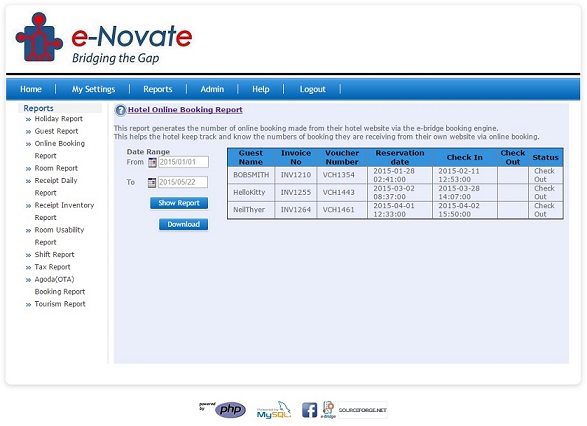 e-Novate
Bridging the Gap
Home My Settings Reports Admin Help Logout
Reports
Holiday Report
Guest Report
Online Booking
Report
Room Report
Receipt Daily
Report
Receipt Inventory
Report
Room Usability
Report
Shift Report
Tax Report
Agoda(OTA)
Booking Report
Tourism Report
? Hotel Online Booking Report
This report generates the number of online booking made from their hotel website via the e-bridge booking engine.
This helps the hotel keep track and know the numbers of booking they are receiving from their own website via online booking.
Date Range
From 2015/01/01
To 2015/05/22
Show Report
Download
Guest Name Invoice No Voucher Number Reservation date Check In Check Out Status
BOBSMITH INV1210 VCH1354 2015-01-28 02:41:00 2015-02-11 12:53:00 Check Out
HelloKitty INV1255 VCH1443 2015-03-02 08:37:00 2015-03-28 14:07:00 Check Out
NeilThyer INV1264 VCH1461 2015-04-01 12:33:00 2015-04-02 15:50:00 Check Out
powered by php Powered by MySQL f e-Bridge SOURCEFORGE.NET